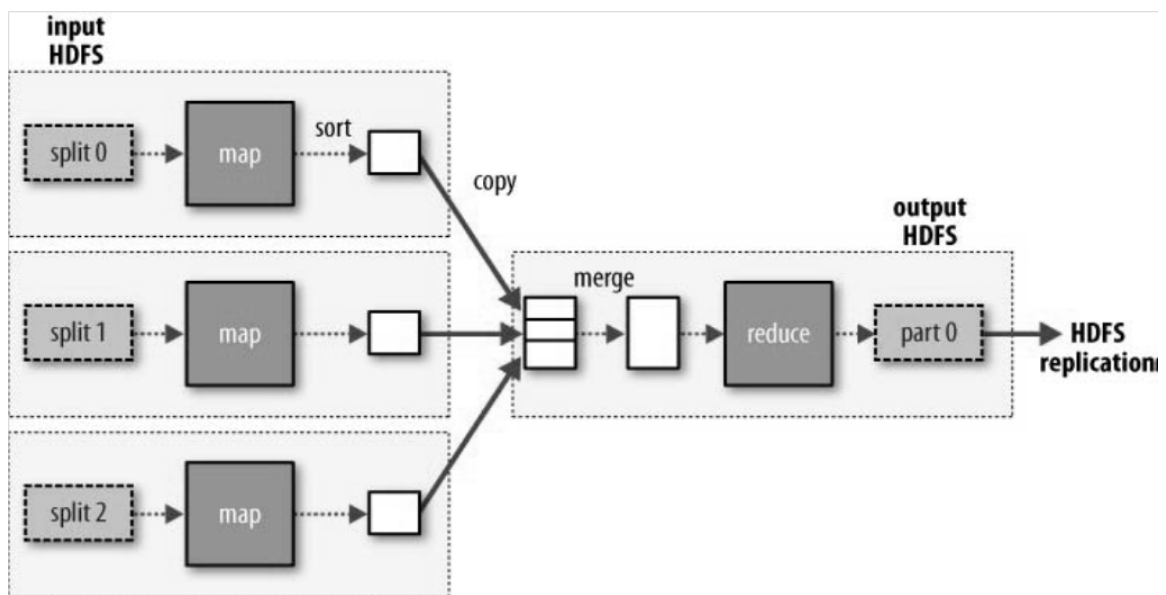 input
HDFS
split 0
map
sort
copy
split 1
map
split 2
map
output
HDFS
merge
reduce
part 0
HDFS
replication